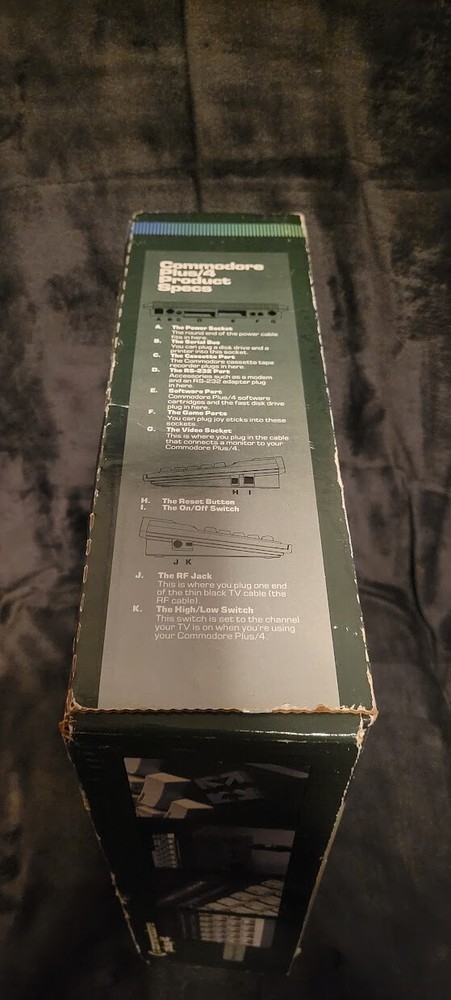 Commodore
Plus/4
Product
Specs
A B C D E F G
A. The Power Socket
The round end of the power cable
fits in here.
B. The Serial Bus
You can plug a disk drive and a
printer into this socket.
C. The Cassette Port
The Commodore cassette tape
recorder plugs in here.
D. The RS-232 Port
Accessories such as a modem
and an RS-232 adapter plug
in here.
E. Software Port
Commodore Plus/4 software
cartridges and the fast disk drive
plug in here.
F. The Game Ports
You can plug joy sticks into these
sockets.
G. The Video Socket
This is where you plug in the cable
that connects a monitor to your
Commodore Plus/4.
H I
H. The Reset Button
I. The On/Off Switch
J K
J. The RF Jack
This is where you plug one end
of the thin black TV cable (the
RF cable)
K. The High/Low Switch
This switch is set to the channel
your TV is on when you're using
your Commodore Plus/4.